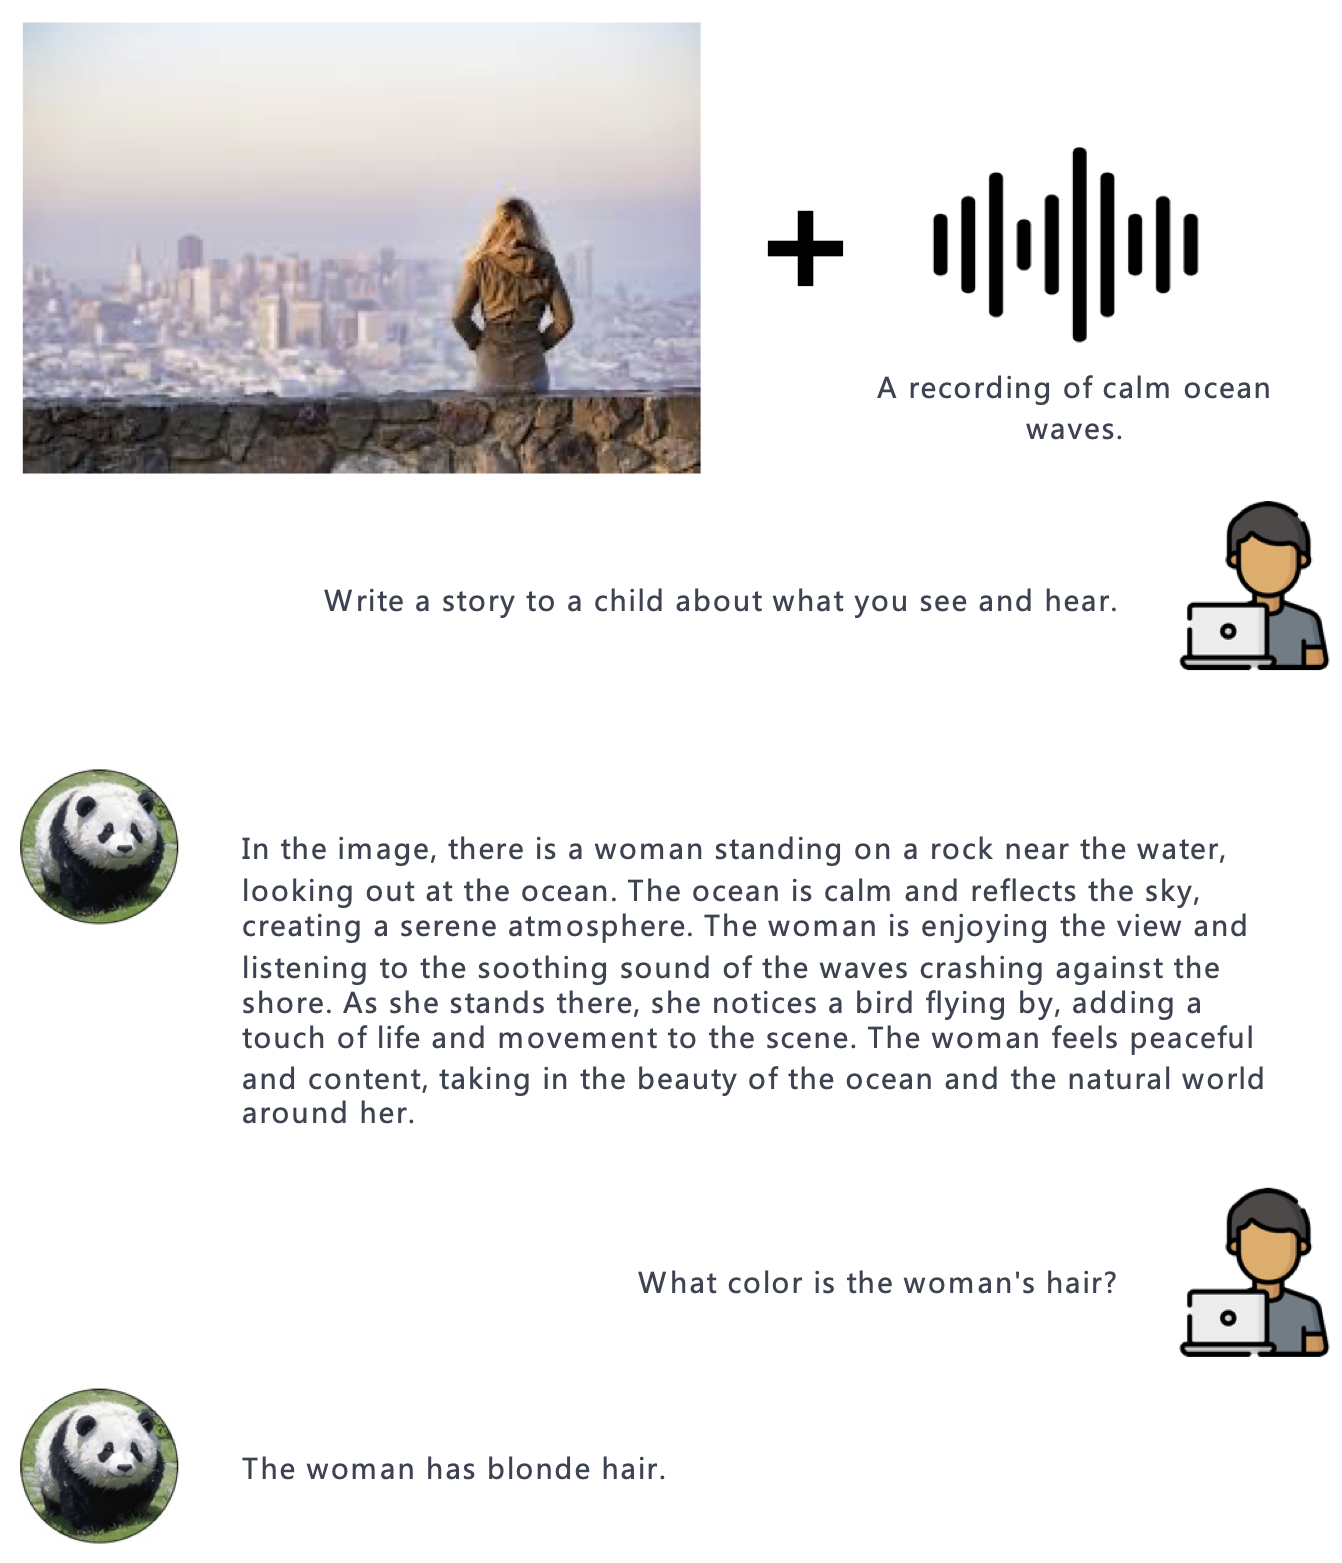 A recording of calm ocean
waves.
Write a story to a child about what you see and hear.
In the image, there is a woman standing on a rock near the water,
looking out at the ocean. The ocean is calm and reflects the sky,
creating a serene atmosphere. The woman is enjoying the view and
listening to the soothing sound of the waves crashing against the
shore. As she stands there, she notices a bird flying by, adding a
touch of life and movement to the scene. The woman feels peaceful
and content, taking in the beauty of the ocean and the natural world
around her.
What color is the woman's hair?
The woman has blonde hair.